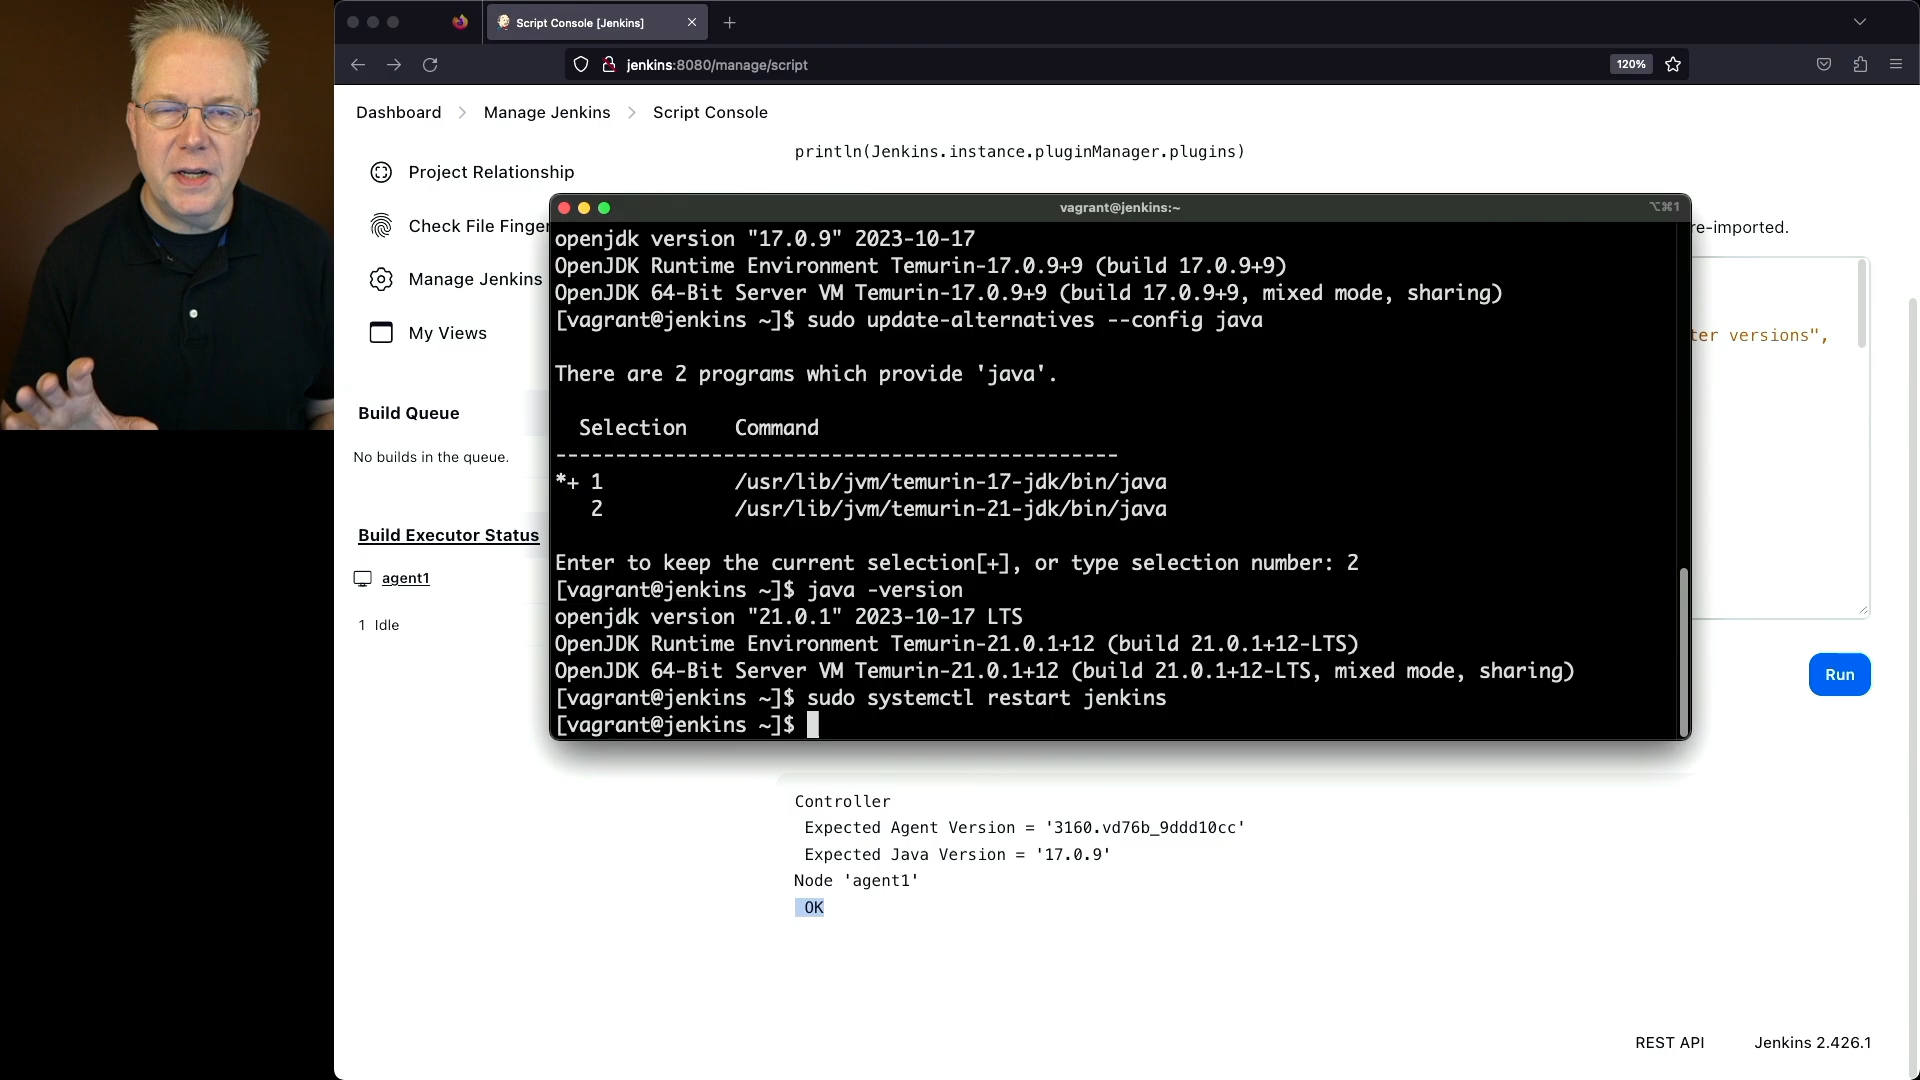 Script Console [Jenkins]
jenkins:8080/manage/script
120%
Dashboard
Manage Jenkins
Script Console
println(Jenkins.instance.pluginManager.plugins)
Project Relationship
Check File Finger
Manage Jenkins
My Views
re-imported.
ter versions",
Build Queue
No builds in the queue.
Build Executor Status
agent1
1 Idle
vagrant@jenkins:~
⌥⌘1
openjdk version "17.0.9" 2023-10-17
OpenJDK Runtime Environment Temurin-17.0.9+9 (build 17.0.9+9)
OpenJDK 64-Bit Server VM Temurin-17.0.9+9 (build 17.0.9+9, mixed mode, sharing)
[vagrant@jenkins ~]$ sudo update-alternatives --config java
There are 2 programs which provide 'java'.
Selection    Command
-----------------------------------------------
*+ 1           /usr/lib/jvm/temurin-17-jdk/bin/java
2           /usr/lib/jvm/temurin-21-jdk/bin/java
Enter to keep the current selection[+], or type selection number: 2
[vagrant@jenkins ~]$ java -version
openjdk version "21.0.1" 2023-10-17 LTS
OpenJDK Runtime Environment Temurin-21.0.1+12 (build 21.0.1+12-LTS)
OpenJDK 64-Bit Server VM Temurin-21.0.1+12 (build 21.0.1+12-LTS, mixed mode, sharing)
[vagrant@jenkins ~]$ sudo systemctl restart jenkins
[vagrant@jenkins ~]$
Run
Controller
Expected Agent Version = '3160.vd76b_9ddd10cc'
Expected Java Version = '17.0.9'
Node 'agent1'
OK
REST API
Jenkins 2.426.1